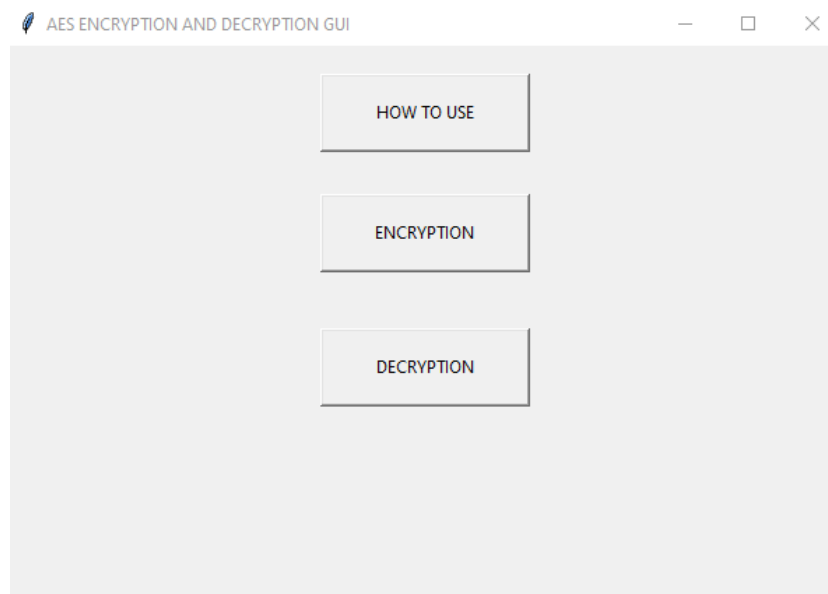 AES ENCRYPTION AND DECRYPTION GUI
HOW TO USE
ENCRYPTION
DECRYPTION